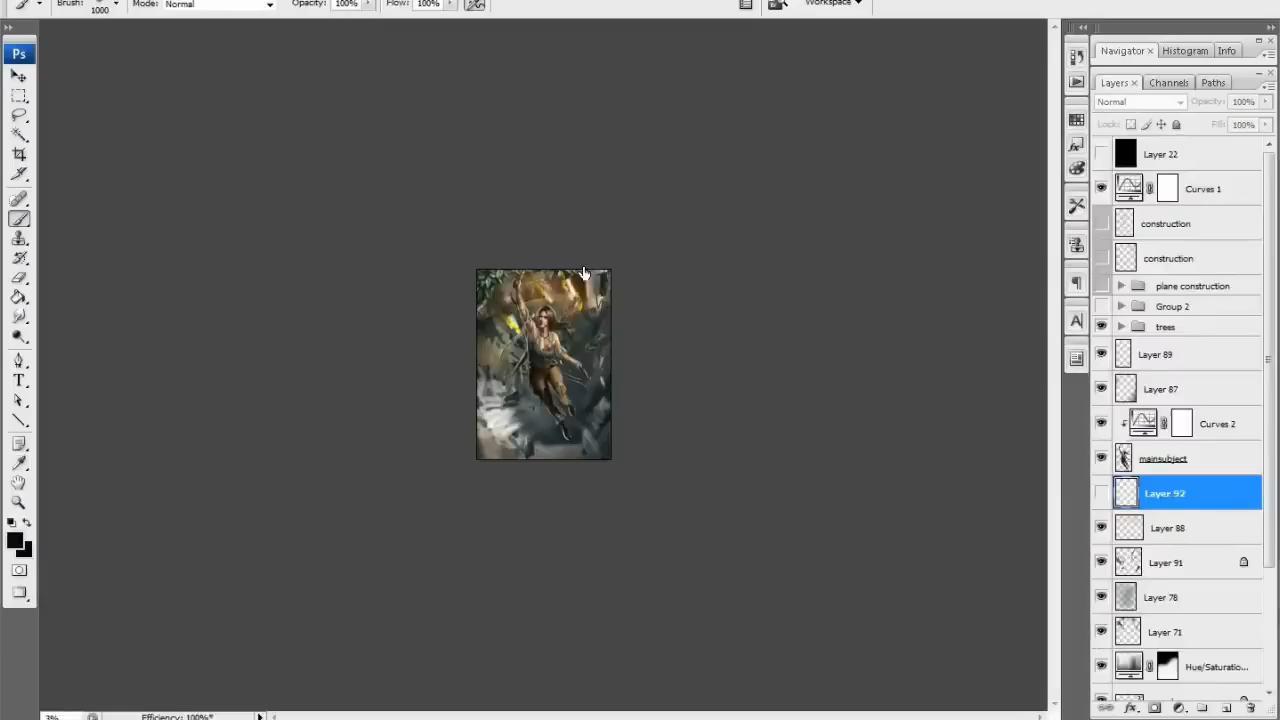 Brush: 1000 Mode: Normal Opacity: 100% Flow: 100% Workspace
Ps
Navigator × Histogram Info
Layers × Channels Paths
Normal Opacity: 100%
Lock: Fill: 100%
Layer 22
Curves 1
construction
construction
plane construction
Group 2
trees
Layer 89
Layer 87
Curves 2
mainsubject
Layer 92
Layer 88
Layer 91
Layer 78
Layer 71
Hue/Saturatio...
3% Efficiency: 100%*